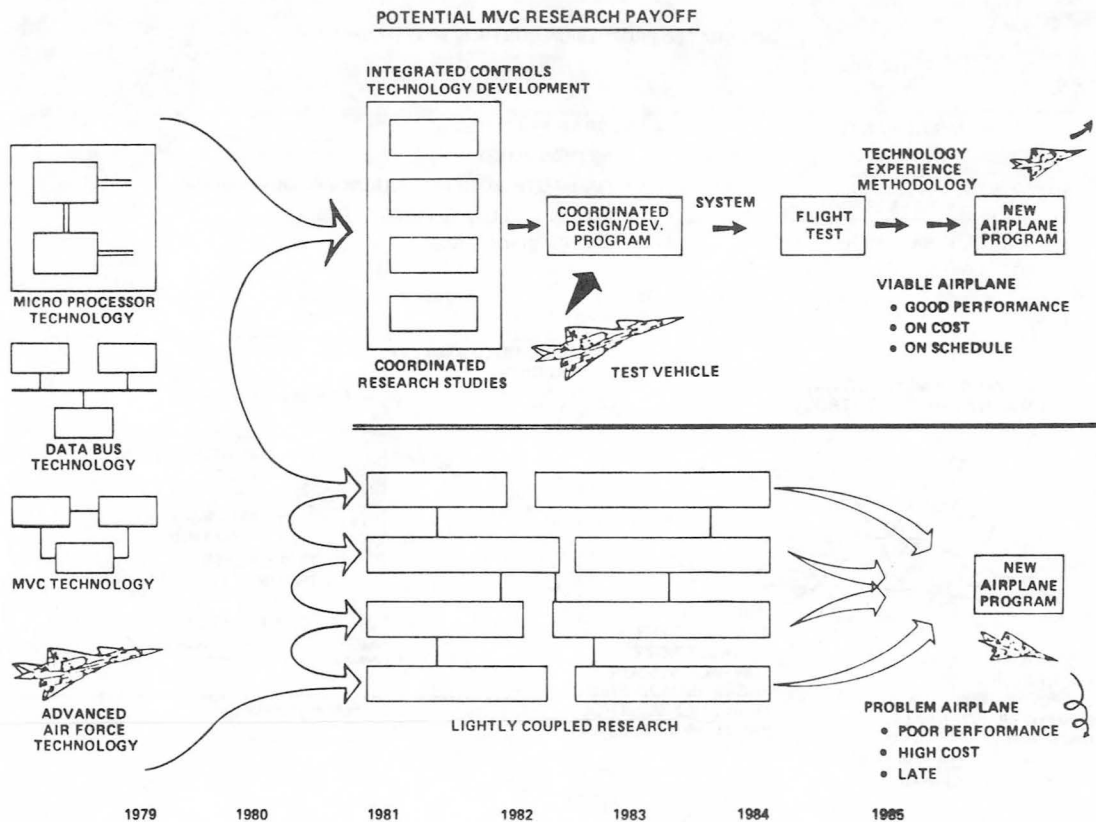 POTENTIAL MVC RESEARCH PAYOFF
INTEGRATED CONTROLS
TECHNOLOGY DEVELOPMENT
MICRO PROCESSOR
TECHNOLOGY
DATA BUS
TECHNOLOGY
MVC TECHNOLOGY
ADVANCED
AIR FORCE
TECHNOLOGY
COORDINATED
RESEARCH STUDIES
COORDINATED
DESIGN/DEV.
PROGRAM
TEST VEHICLE
SYSTEM
FLIGHT
TEST
TECHNOLOGY
EXPERIENCE
METHODOLOGY
NEW
AIRPLANE
PROGRAM
VIABLE AIRPLANE
• GOOD PERFORMANCE
• ON COST
• ON SCHEDULE
LIGHTLY COUPLED RESEARCH
NEW
AIRPLANE
PROGRAM
PROBLEM AIRPLANE
• POOR PERFORMANCE
• HIGH COST
• LATE
1979 1980 1981 1982 1983 1984 1985